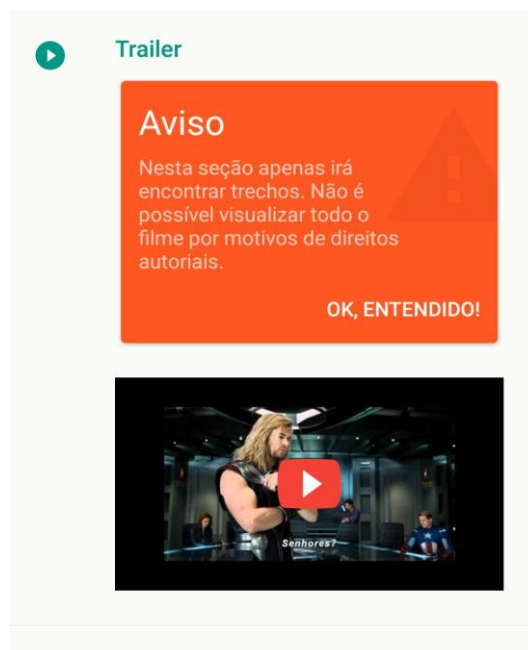 Trailer
Aviso
Nesta seção apenas irá
encontrar trechos. Não é
possível visualizar todo o
filme por motivos de direitos
autoriais.
OK, ENTENDIDO!
Senhores?